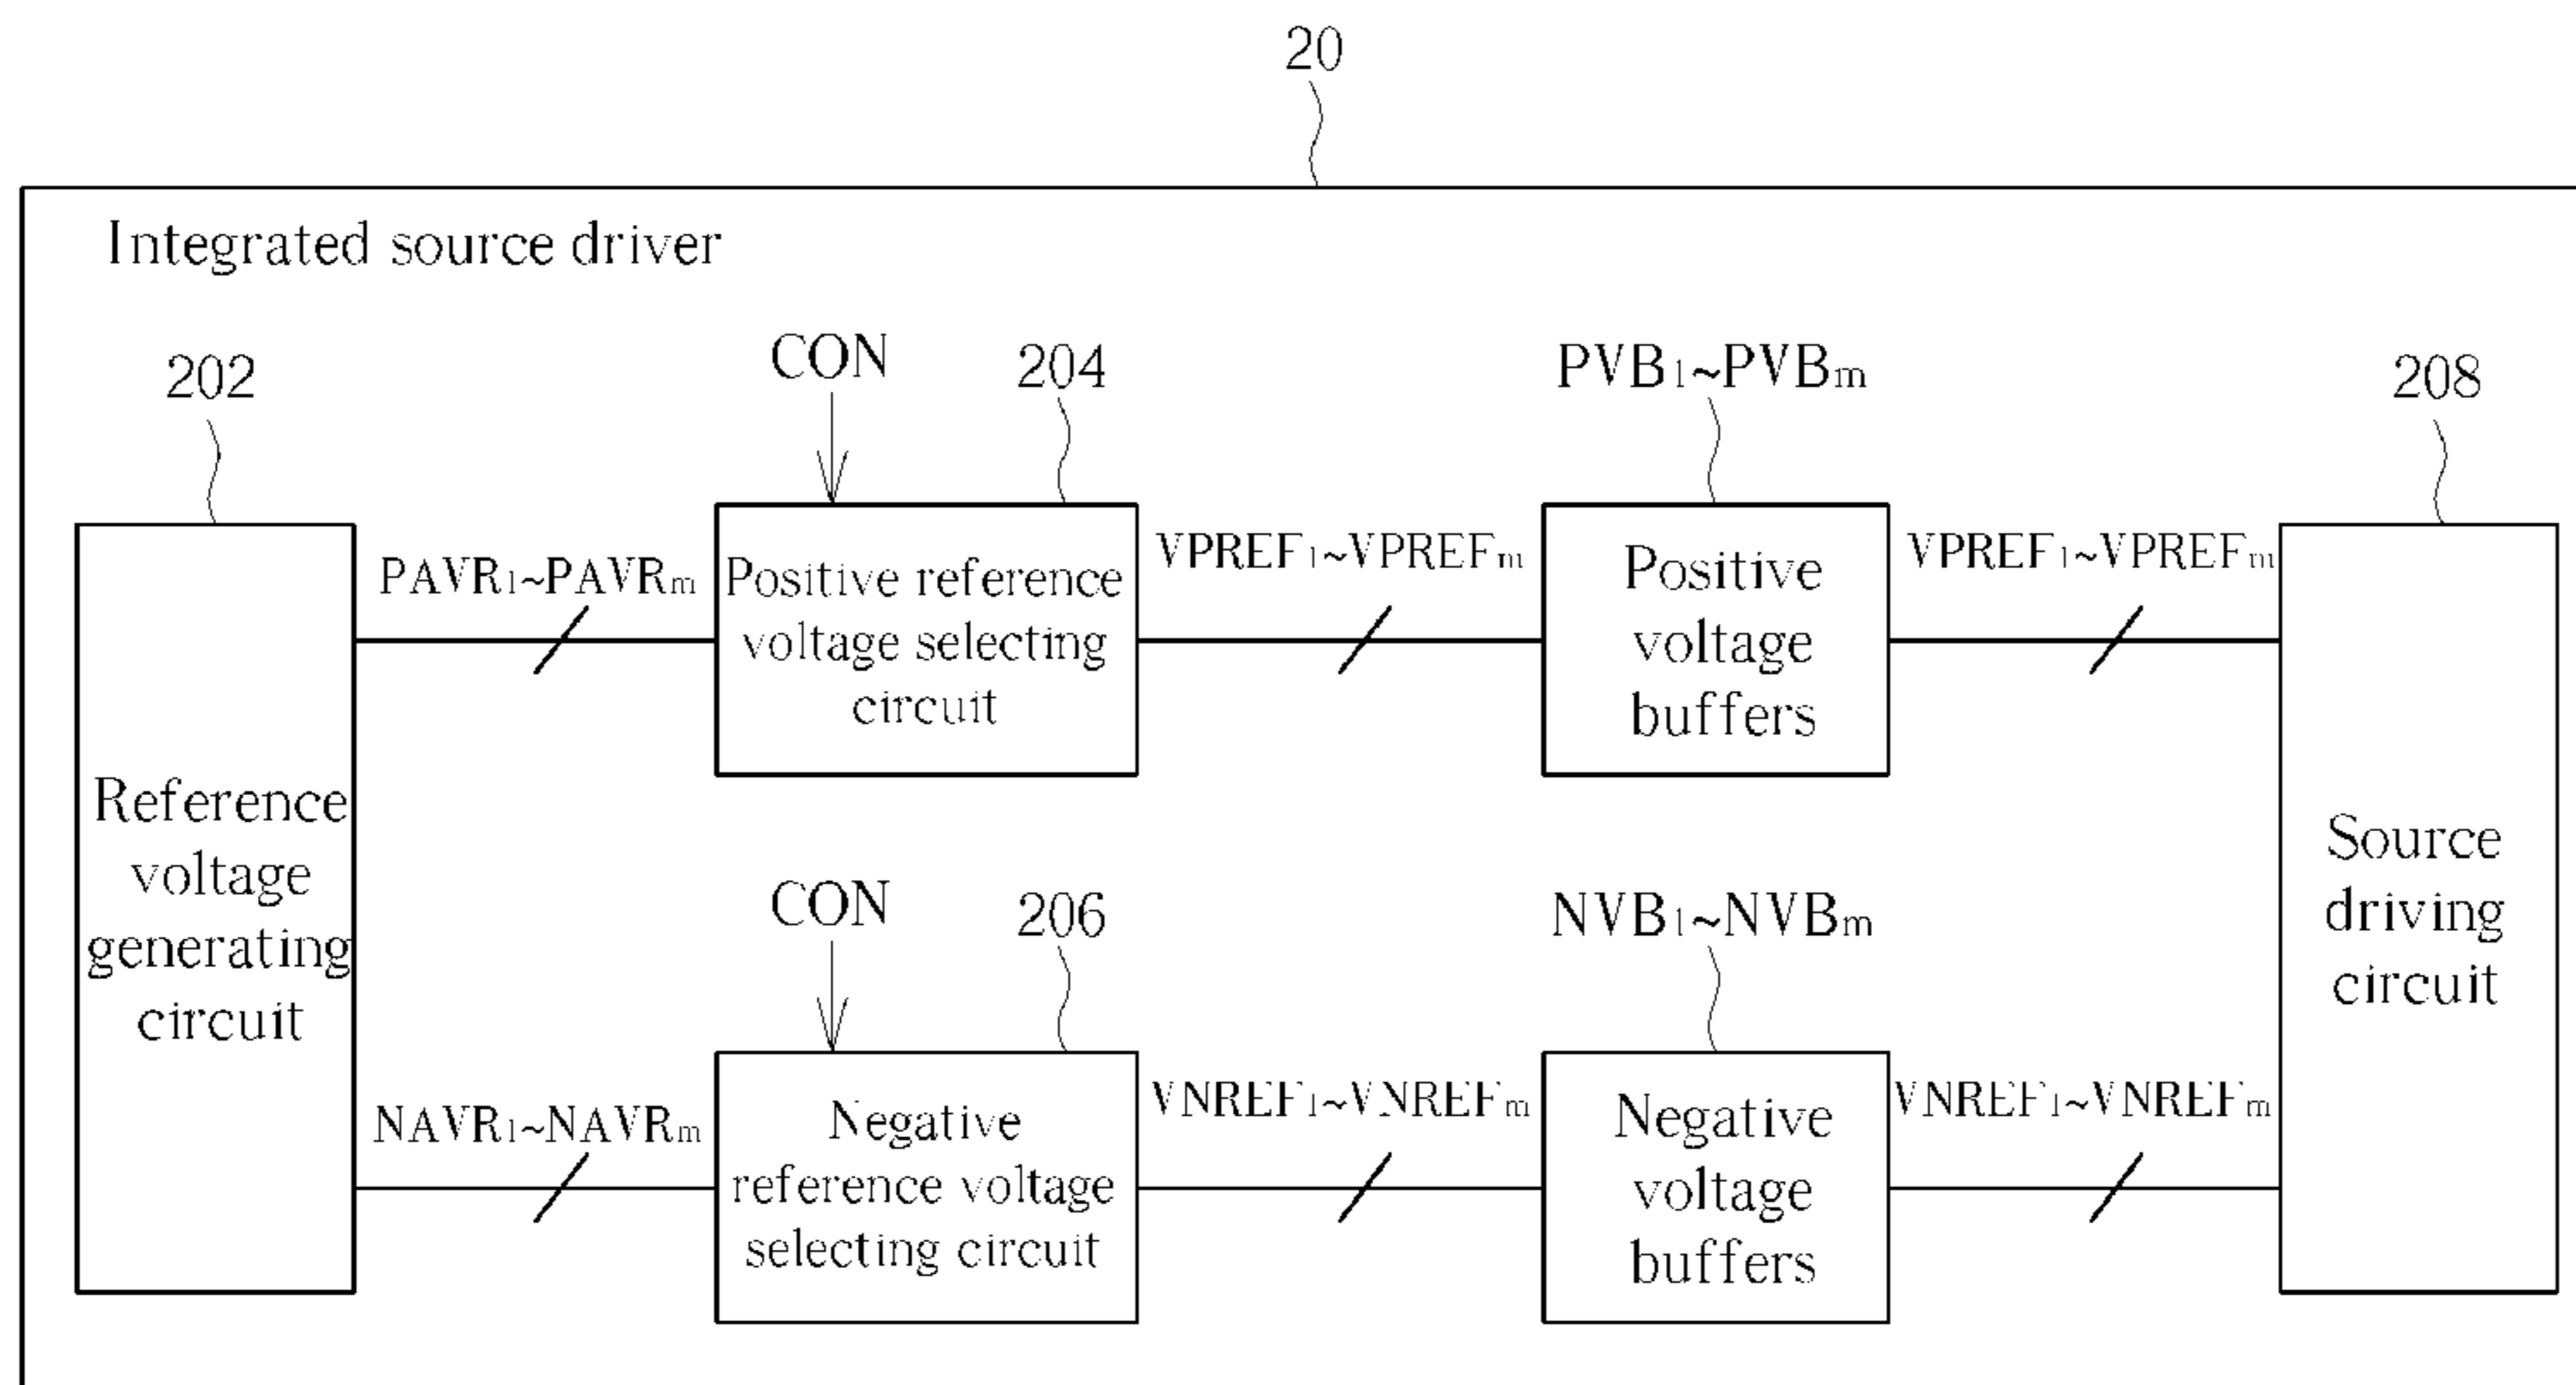 20
Integrated source driver
CON
204
PVB1~PVBm
202
208
PAVR1~PAVRm
VPREF1~VPREFm
VPREF1~VPREFm
Positive reference
voltage selecting
circuit
Positive
voltage
buffers
Reference
voltage
generating
circuit
Source
driving
circuit
CON
206
NVB1~NVBm
NAVR1~NAVRm
VNREF1~VNREFm
VNREF1~VNREFm
Negative
reference voltage
selecting circuit
Negative
voltage
buffers